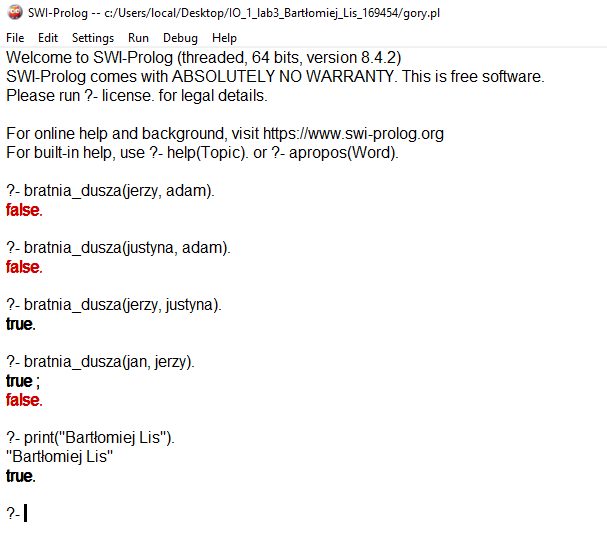 SWI-Prolog -- c:/Users/local/Desktop/IO_1_lab3_Bartłomiej_Lis_169454/gory.pl
File Edit Settings Run Debug Help
Welcome to SWI-Prolog (threaded, 64 bits, version 8.4.2)
SWI-Prolog comes with ABSOLUTELY NO WARRANTY. This is free software.
Please run ?- license. for legal details.
For online help and background, visit https://www.swi-prolog.org
For built-in help, use ?- help(Topic). or ?- apropos(Word).
?- bratnia_dusza(jerzy, adam).
false.
?- bratnia_dusza(justyna, adam).
false.
?- bratnia_dusza(jerzy, justyna).
true.
?- bratnia_dusza(jan, jerzy).
true ;
false.
?- print("Bartłomiej Lis").
"Bartłomiej Lis"
true.
?-